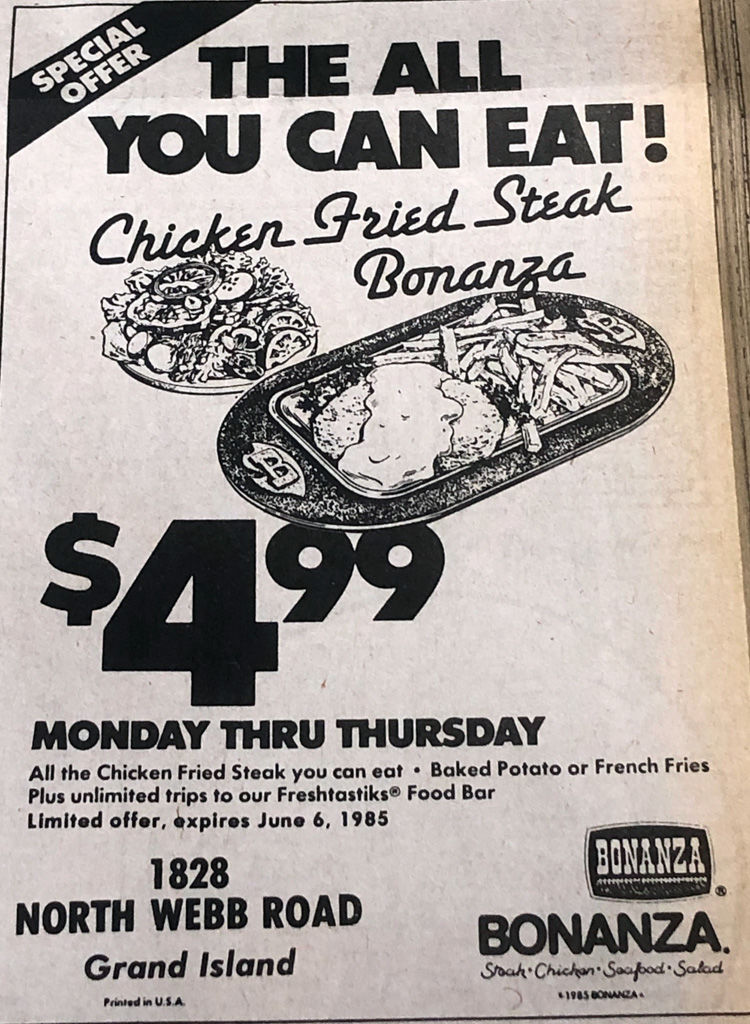 SPECIAL
OFFER
THE ALL
YOU CAN EAT!
Chicken Fried Steak
Bonanza
B
B
$4.99
MONDAY THRU THURSDAY
All the Chicken Fried Steak you can eat • Baked Potato or French Fries
Plus unlimited trips to our Freshtastiks® Food Bar
Limited offer, expires June 6, 1985
1828
NORTH WEBB ROAD
Grand Island
Printed in U.S.A.
BONANZA®
BONANZA.
Steak • Chicken • Seafood • Salad
• 1985 BONANZA •